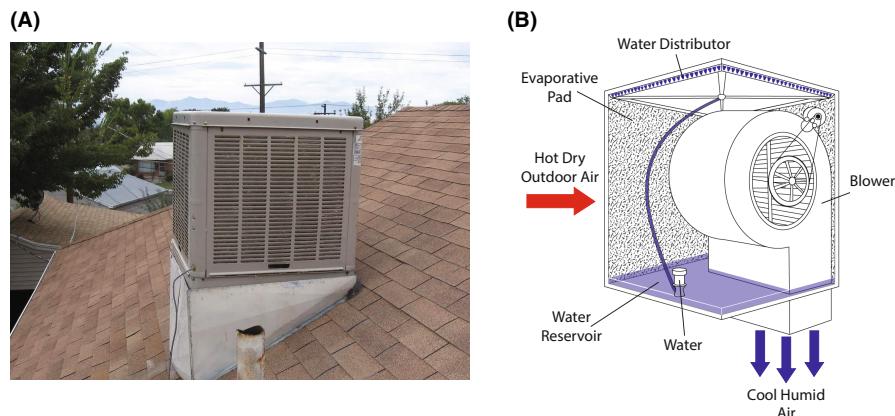 (A)
(B)
Water Distributor
Evaporative
Pad
Hot Dry
Outdoor Air
Blower
Water
Reservoir
Water
Cool Humid
Air